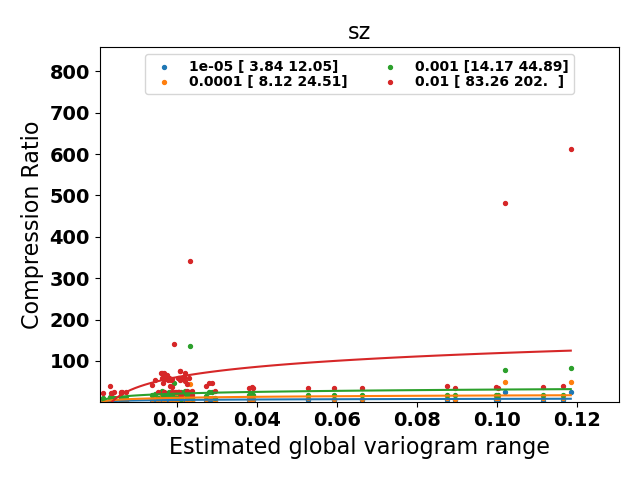 sz
1e-05 [ 3.84 12.05]
0.0001 [ 8.12 24.51]
0.001 [14.17 44.89]
0.01 [ 83.26 202.  ]
Compression Ratio
800
700
600
500
400
300
200
100
0.02 0.04 0.06 0.08 0.10 0.12
Estimated global variogram range